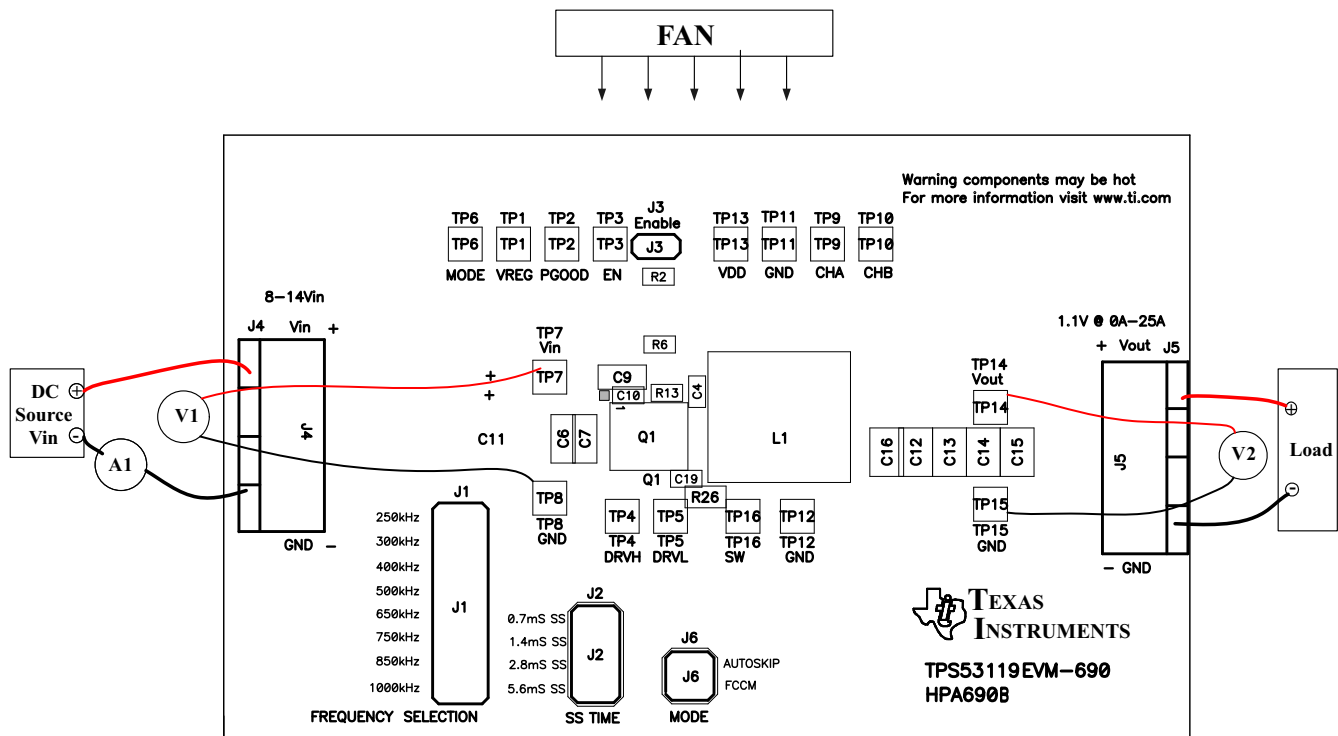 FAN
Warning components may be hot
For more information visit www.ti.com
TP6 TP1 TP2 TP3 J3 Enable TP13 TP11 TP9 TP10
TP6 TP1 TP2 TP3 J3 TP13 TP11 TP9 TP10
MODE VREG PGOOD EN R2 VDD GND CHA CHB
8-14Vin
J4 Vin +
1.1V @ 0A-25A
+ Vout J5
TP7
Vin
TP7
+
+
R6
C9
C10
R13
C4
1
Q1
Q1
L1
C11
C6
C7
C19
R26
TP14
Vout
TP14
C16
C12
C13
C14
C15
DC
Source
Vin
+
-
V1
A1
J4
GND -
TP8
TP8
GND
TP4 TP5 TP16 TP12
TP4 TP5 TP16 TP12
DRVH DRVL SW GND
TP15
TP15
GND
J5
- GND
V2
+
Load
-
J1
J1
250kHz
300kHz
400kHz
500kHz
650kHz
750kHz
850kHz
1000kHz
FREQUENCY SELECTION
J2
J2
0.7mS SS
1.4mS SS
2.8mS SS
5.6mS SS
SS TIME
J6
J6
AUTOSKIP
FCCM
MODE
TEXAS
INSTRUMENTS
TPS53119EVM-690
HPA690B